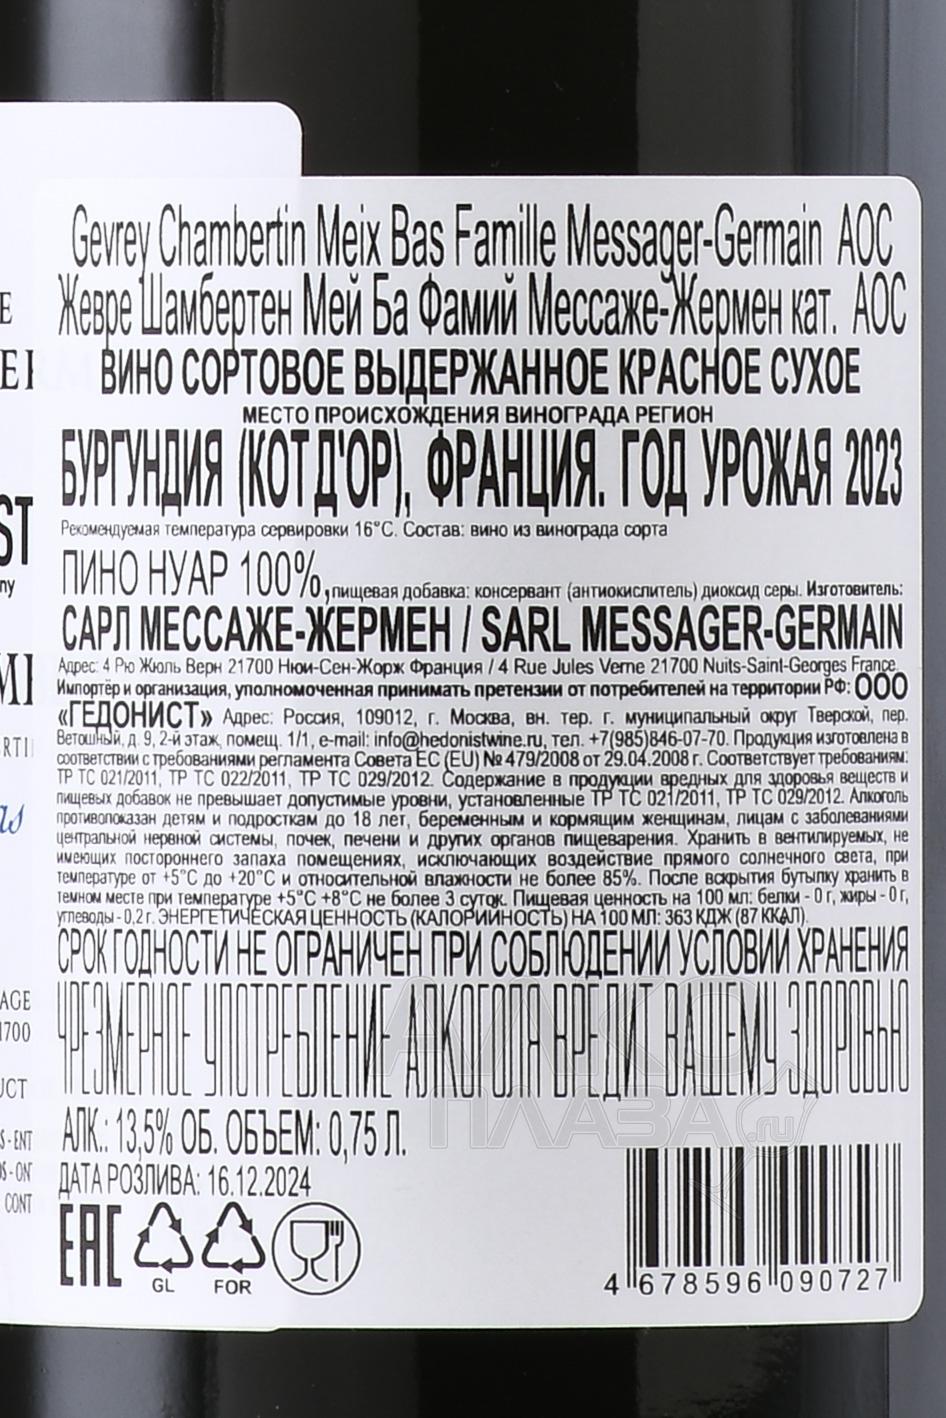 Gevrey Chambertin Meix Bas Famille Messager-Germain AOC
Жевре Шамбертен Мей Ба Фамий Мессаже-Жермен кат. АОС
ВИНО СОРТОВОЕ ВЫДЕРЖАННОЕ КРАСНОЕ СУХОЕ
МЕСТО ПРОИСХОЖДЕНИЯ ВИНОГРАДА РЕГИОН
БУРГУНДИЯ (КОТ Д'ОР), ФРАНЦИЯ. ГОД УРОЖАЯ 2023
Рекомендуемая температура сервировки 16°С. Состав: вино из винограда сорта
ПИНО НУАР 100%, пищевая добавка: консервант (антиокислитель) диоксид серы. Изготовитель:
САРЛ МЕССАЖЕ-ЖЕРМЕН / SARL MESSAGER-GERMAIN
Адрес: 4 Рю Жюль Верн 21700 Нюи-Сен-Жорж Франция / 4 Rue Jules Verne 21700 Nuits-Saint-Georges France
Импортёр и организация, уполномоченная принимать претензии от потребителей на территории РФ: ООО
«ГЕДОНИСТ» Адрес: Россия, 109012, г. Москва, вн. тер. г. муниципальный округ Тверской, пер.
Ветошный, д. 9, 2-й этаж, помещ. 1/1, e-mail: info@hedonistwine.ru, тел. +7(985)846-07-70. Продукция изготовлена в
соответствии с требованиями регламента Совета ЕС (EU) № 479/2008 от 29.04.2008 г. Соответствует требованиям:
ТР ТС 021/2011, ТР ТС 022/2011, ТР ТС 029/2012. Содержание в продукции вредных для здоровья веществ и
пищевых добавок не превышает допустимые уровни, установленные ТР ТС 021/2011, ТР ТС 029/2012. Алкоголь
противопоказан детям и подросткам до 18 лет, беременным и кормящим женщинам, лицам с заболеваниями
центральной нервной системы, почек, печени и других органов пищеварения. Хранить в вентилируемых, не
имеющих постороннего запаха помещениях, исключающих воздействие прямого солнечного света, при
температуре от +5°С до +20°С и относительной влажности не более 85%. После вскрытия бутылку хранить в
темном месте при температуре +5°С +8°С не более 3 суток. Пищевая ценность на 100 мл: белки - 0 г, жиры - 0 г,
углеводы - 0,2 г. ЭНЕРГЕТИЧЕСКАЯ ЦЕННОСТЬ (КАЛОРИЙНОСТЬ) НА 100 МЛ: 363 КДЖ (87 ККАЛ).
СРОК ГОДНОСТИ НЕ ОГРАНИЧЕН ПРИ СОБЛЮДЕНИИ УСЛОВИЙ ХРАНЕНИЯ
ЧРЕЗМЕРНОЕ УПОТРЕБЛЕНИЕ АЛКОГОЛЯ ВРЕДИТ ВАШЕМУ ЗДОРОВЬЮ
АЛК.: 13,5% ОБ. ОБЪЕМ: 0,75 Л.
ДАТА РОЗЛИВА: 16.12.2024
EAC
GL FOR
4 678596 090727
АЛКО
ПЛАЗА.ru
E
ST
ny
AGE
1700
UCT
S - ENT
CONT